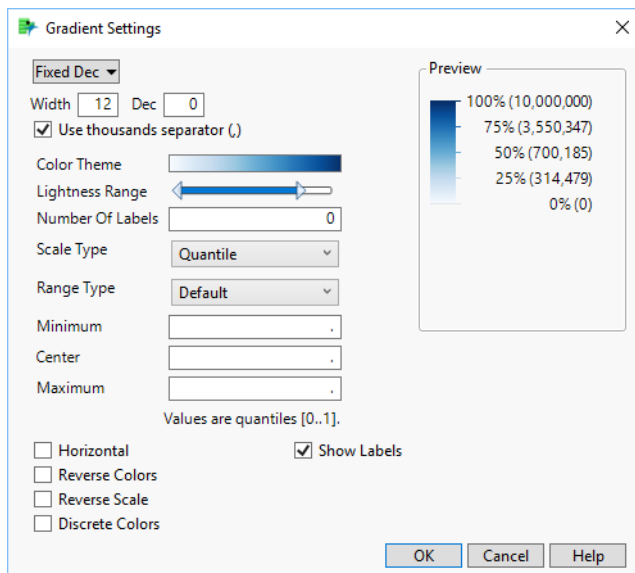 Gradient Settings
Fixed Dec
Width 12 Dec 0
Use thousands separator (,)
Color Theme
Lightness Range
Number Of Labels 0
Scale Type Quantile
Range Type Default
Minimum .
Center .
Maximum .
Values are quantiles [0..1].
Horizontal
Show Labels
Reverse Colors
Reverse Scale
Discrete Colors
Preview
100% (10,000,000)
75% (3,550,347)
50% (700,185)
25% (314,479)
0% (0)
OK Cancel Help